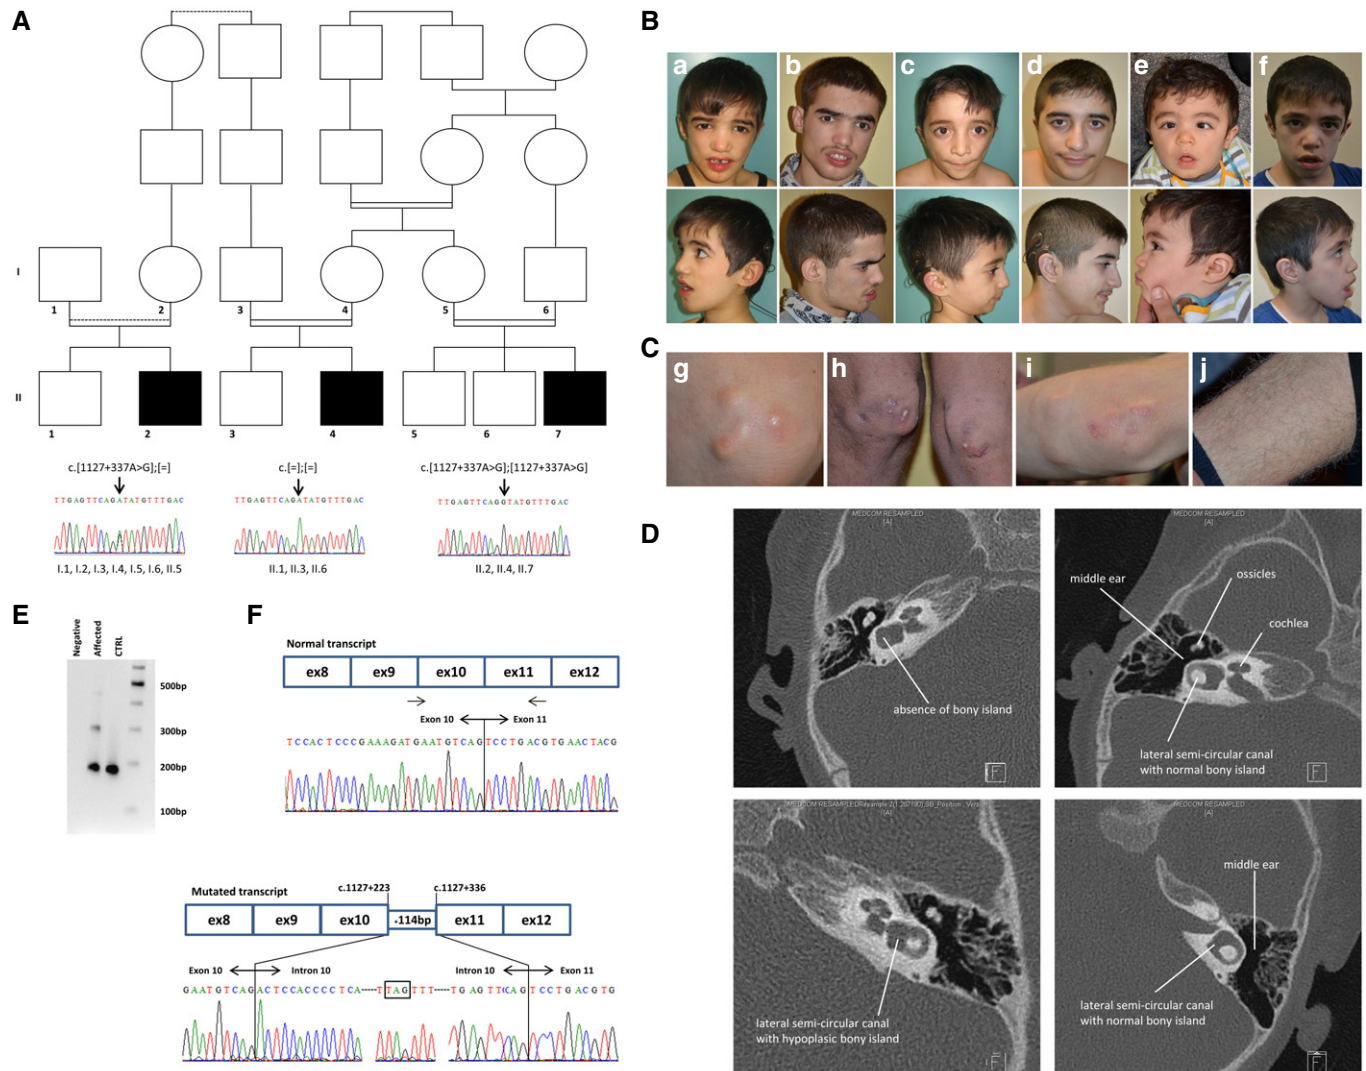 A
I
1
2
3
4
5
6
II
1
2
3
4
5
6
7
c.[1127+337A>G];[=]
c.[=];[=]
c.[1127+337A>G];[1127+337A>G]
TTGAGTTCAGATATGTTTGAC
TTGAGTTCAGATATGTTTGAC
TTGAGTTCAGGTATGTTTGAC
I.1, I.2, I.3, I.4, I.5, I.6, II.5
II.1, II.3, II.6
II.2, II.4, II.7
B
a
b
c
d
e
f
C
g
h
i
j
D
MEDCOM RESAMPLED
[A]
absence of bony island
F
MEDCOM RESAMPLED
[A]
middle ear
ossicles
cochlea
lateral semi-circular canal
with normal bony island
F
[A]
lateral semi-circular canal
with hypoplasic bony island
F
MEDCOM RESAMPLED
[A]
middle ear
lateral semi-circular canal
with normal bony island
F
E
Negative
Affected
CTRL
500bp
300bp
200bp
100bp
F
Normal transcript
ex8 ex9 ex10 ex11 ex12
Exon 10 Exon 11
TCCACTCCCGAAAGATGAATGTCAGTCCTGACGTGAACTACG
Mutated transcript
c.1127+223
c.1127+336
ex8 ex9 ex10 +114bp ex11 ex12
Exon 10 Intron 10
Intron 10 Exon 11
GAATGTCAGACTCCACCCCTCA----TTAGTTT----TGAGTTCAGTCCTGACGTG